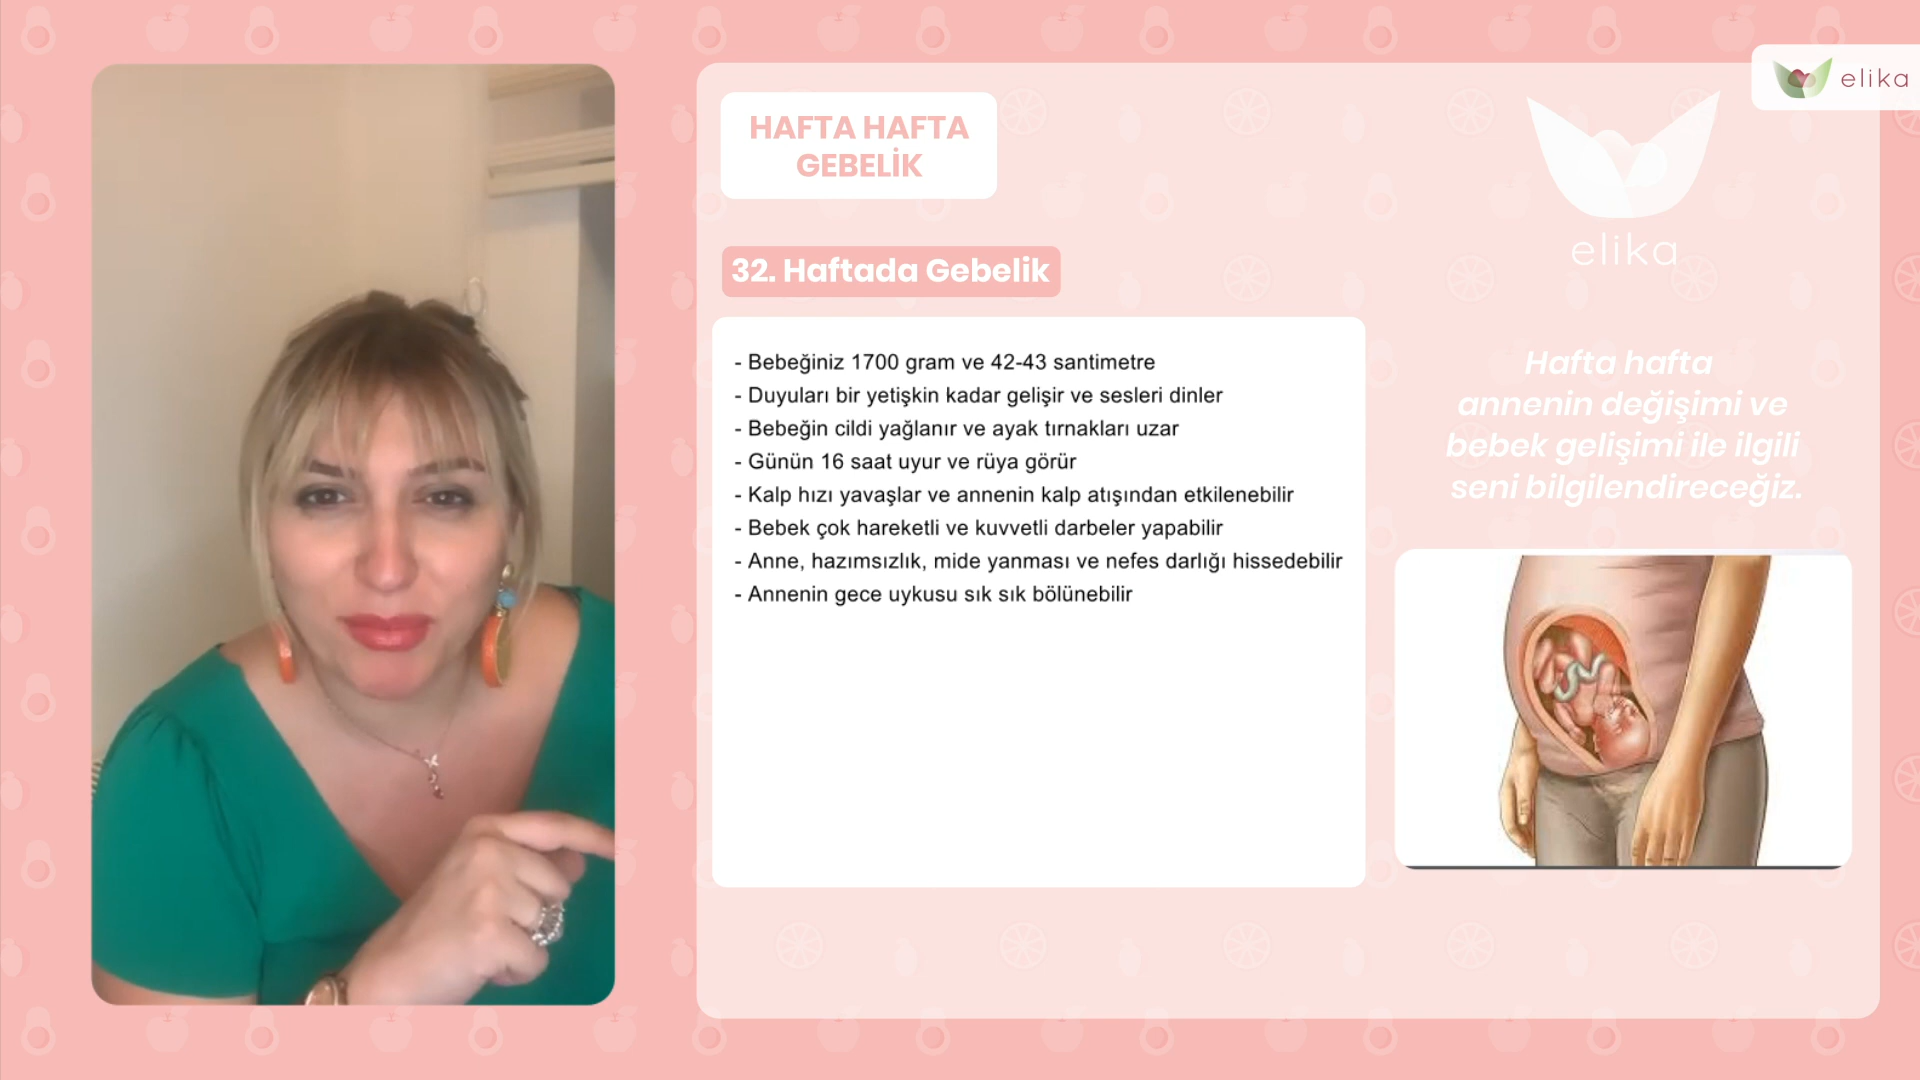 HAFTA HAFTA
GEBELİK
32. Haftada Gebelik
- Bebeğiniz 1700 gram ve 42-43 santimetre
- Duyuları bir yetişkin kadar gelişir ve sesleri dinler
- Bebeğin cildi yağlanır ve ayak tırnakları uzar
- Günün 16 saat uyur ve rüya görür
- Kalp hızı yavaşlar ve annenin kalp atışından etkilenebilir
- Bebek çok hareketli ve kuvvetli darbeler yapabilir
- Anne, hazımsızlık, mide yanması ve nefes darlığı hissedebilir
- Annenin gece uykusu sık sık bölünebilir
elika
elika
Hafta hafta
annenin değişimi ve
bebek gelişimi ile ilgili
seni bilgilendireceğiz.